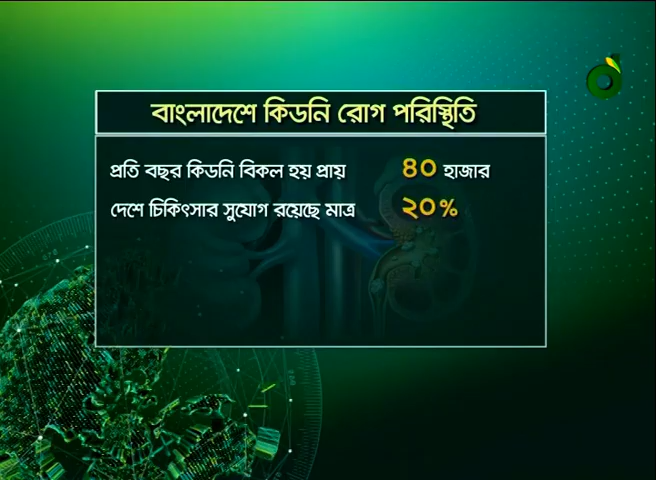 বাংলাদেশে কিডনি রোগ পরিস্থিতি
প্রতি বছর কিডনি বিকল হয় প্রায় ৪০ হাজার
দেশে চিকিৎসার সুযোগ রয়েছে মাত্র ২০%